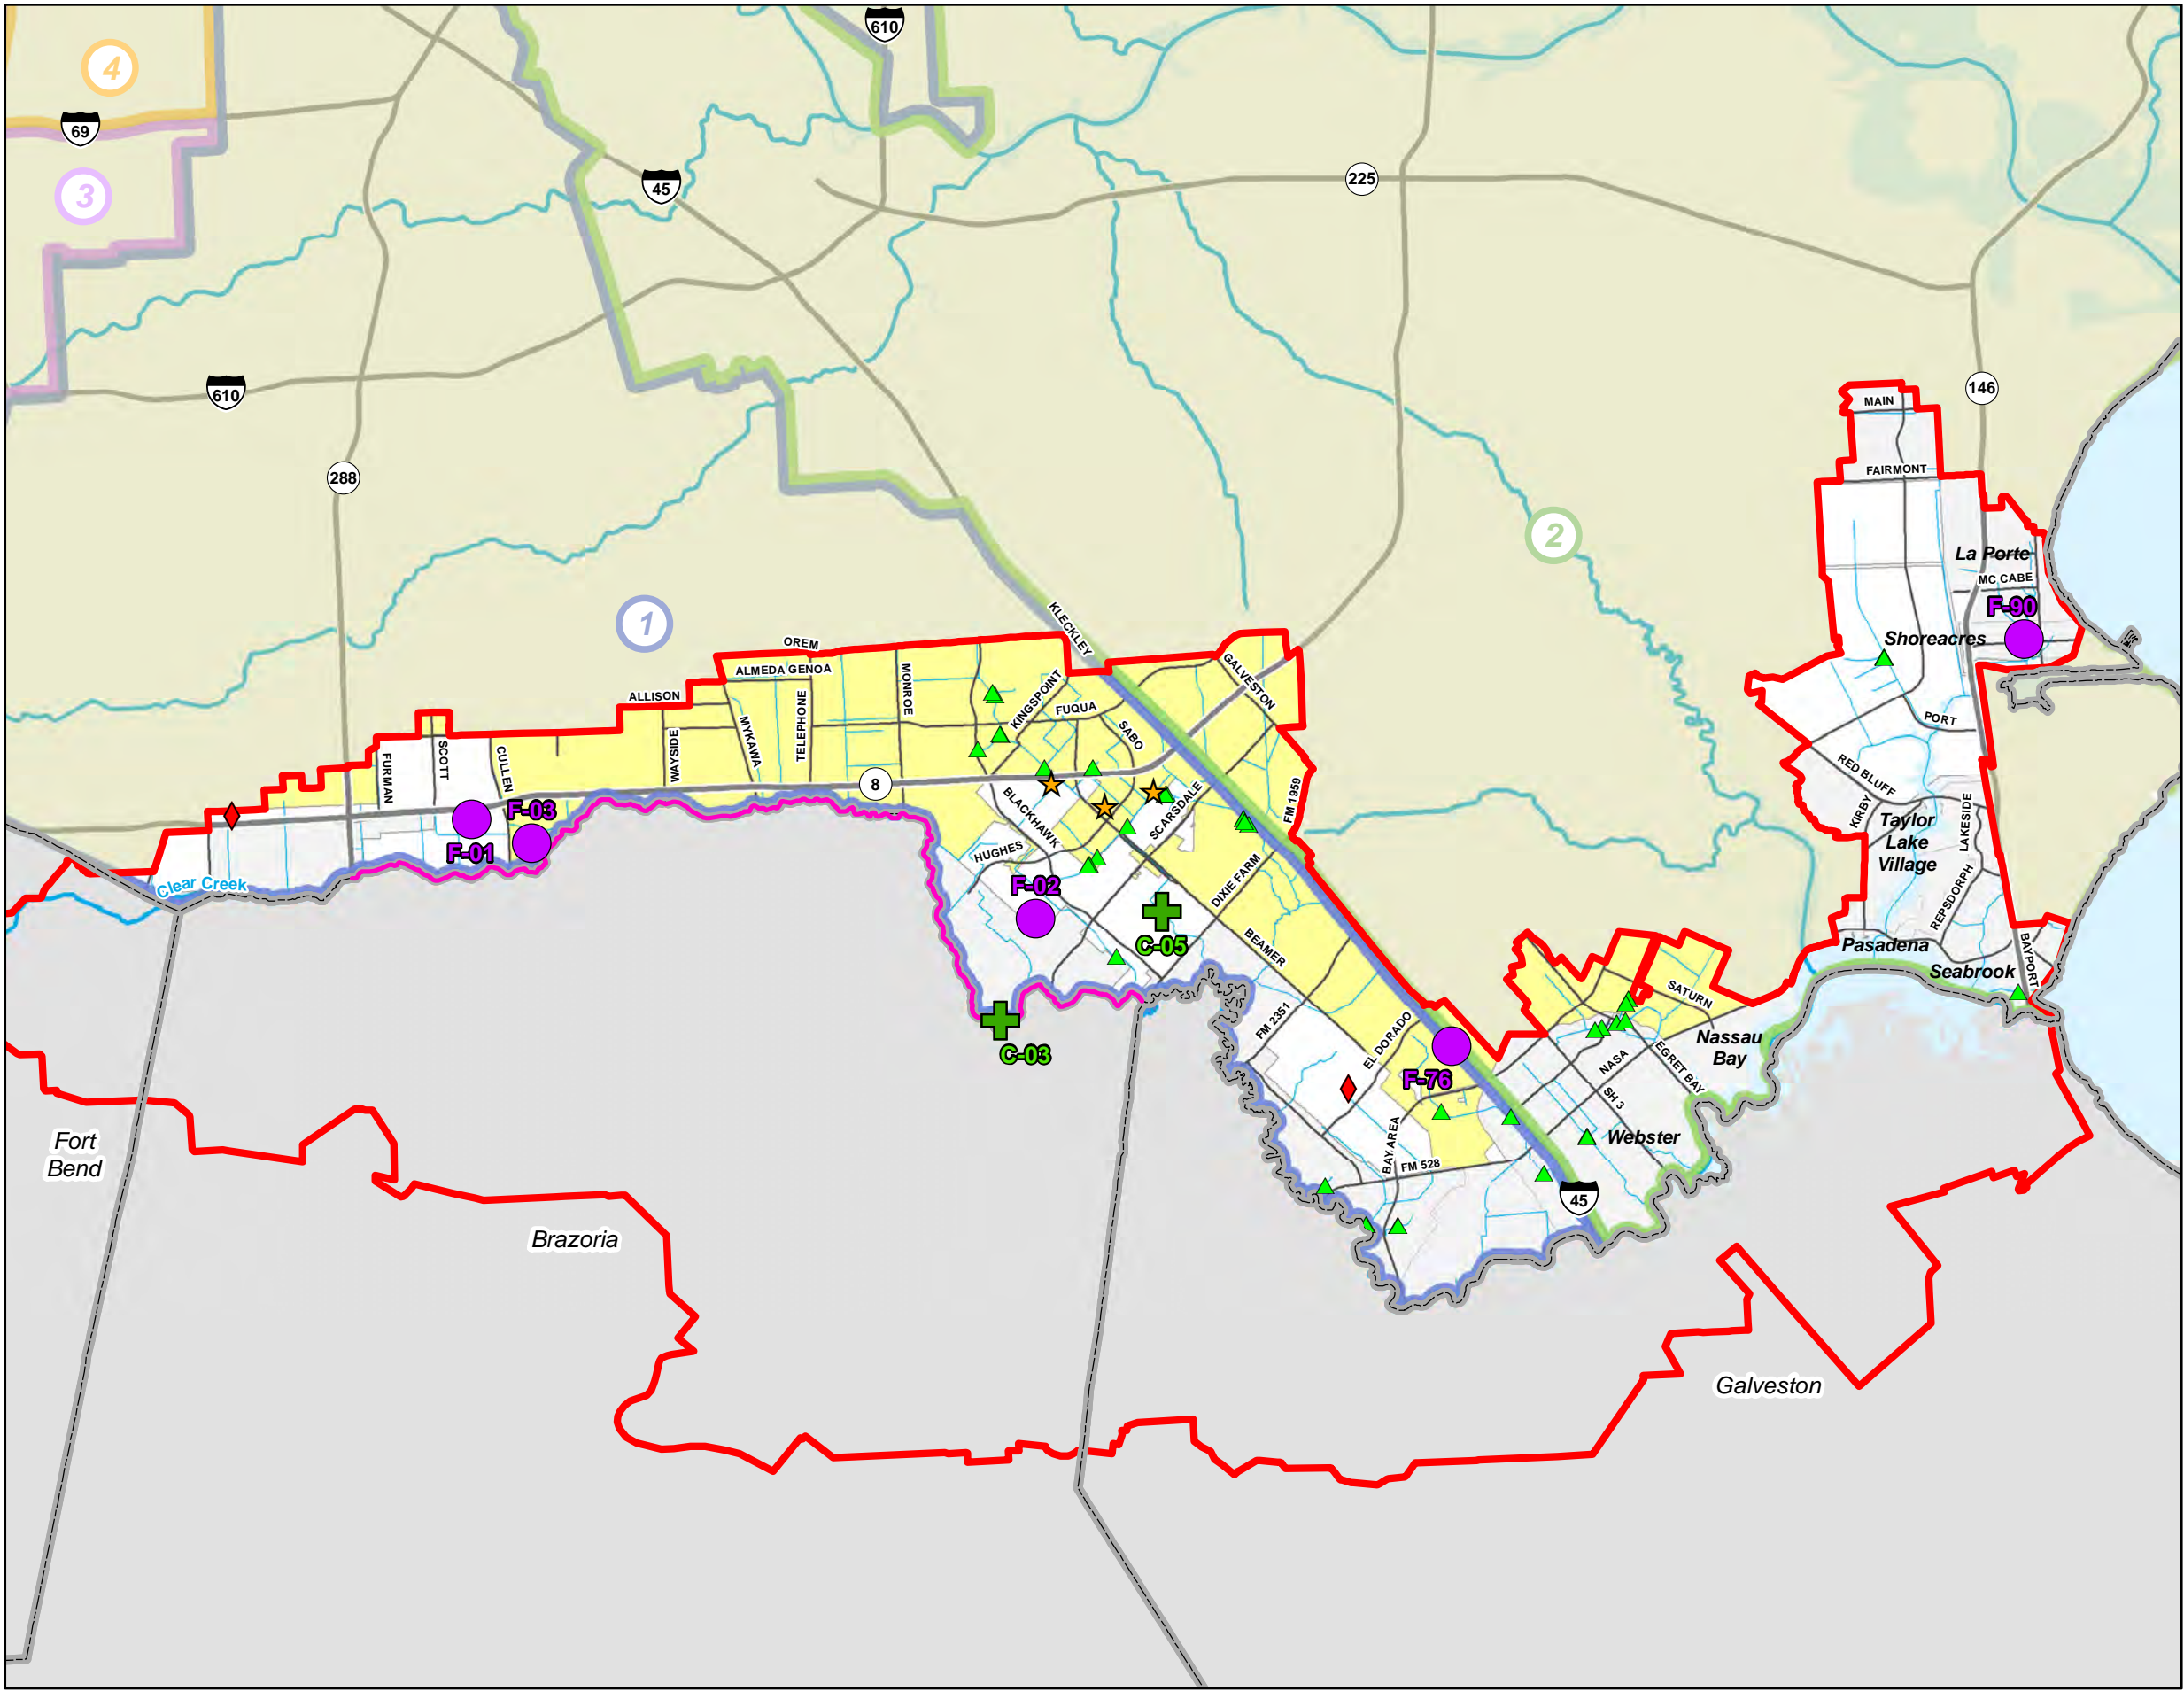 610
4
69
3
45
225
610
146
MAIN
288
FAIRMONT
2
La Porte
MC CABE
F-90
1
KLECKLEY
Shoreacres
OREM
ALMEDA GENOA
MONROE
GALVESTON
ALLISON
KINGSPOINT
FUQUA
TELEPHONE
MYKAWA
SABO
PORT
SCOTT
WAYSIDE
CULLEN
FURMAN
8
RED BLUFF
FM 1959
F-03
BLACKHAWK
SCARSDALE
KIRBY
LAKESIDE
Taylor
Lake
Village
F-01
HUGHES
Clear Creek
F-02
DIXIE FARM
REPSDORPH
C-05
BEAMER
Pasadena
BAYPORT
Seabrook
SATURN
FM 2351
C-03
EL DORADO
Nassau
Bay
NASA
EGRET BAY
F-76
SH 3
Fort
Bend
BAY AREA
Webster
FM 528
45
Brazoria
Galveston